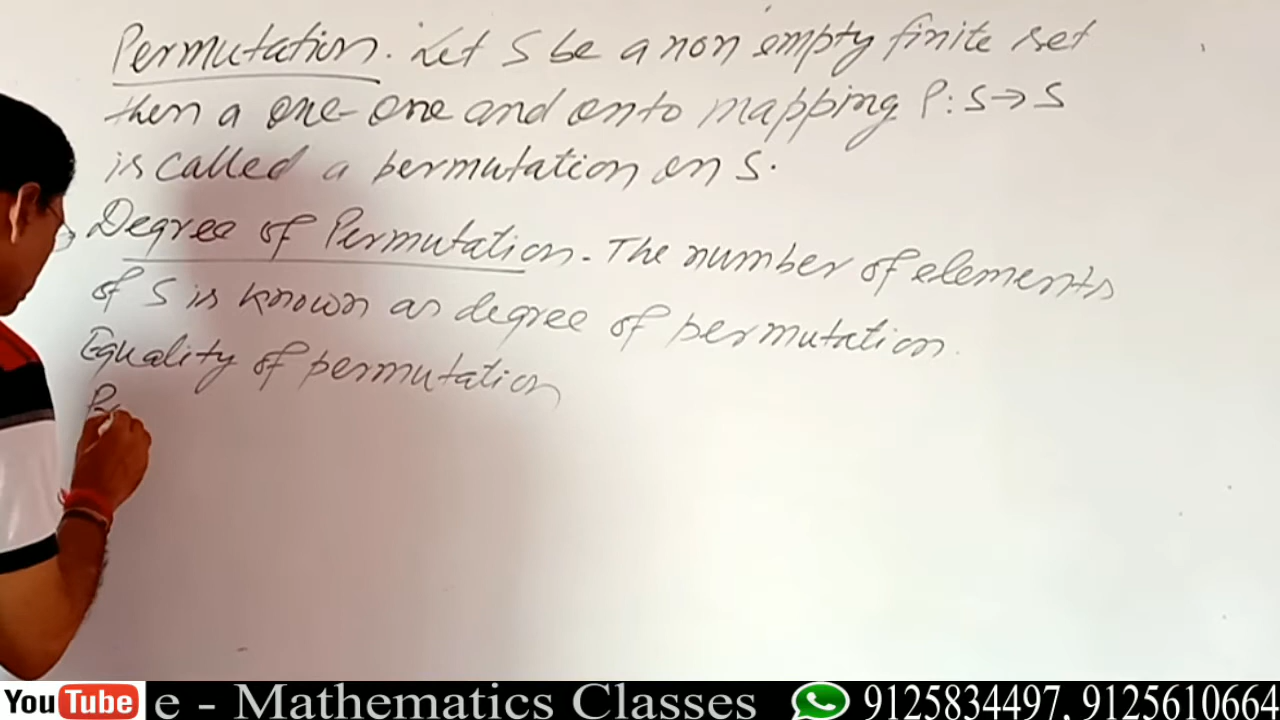 Permutation. Let S be a non empty finite set
then a one-one and onto mapping P: S→S
is called a permutation on S.
Degree of Permutation. The number of elements
of S is known as degree of permutation.
Equality of permutation
YouTube e - Mathematics Classes 9125834497, 9125610664